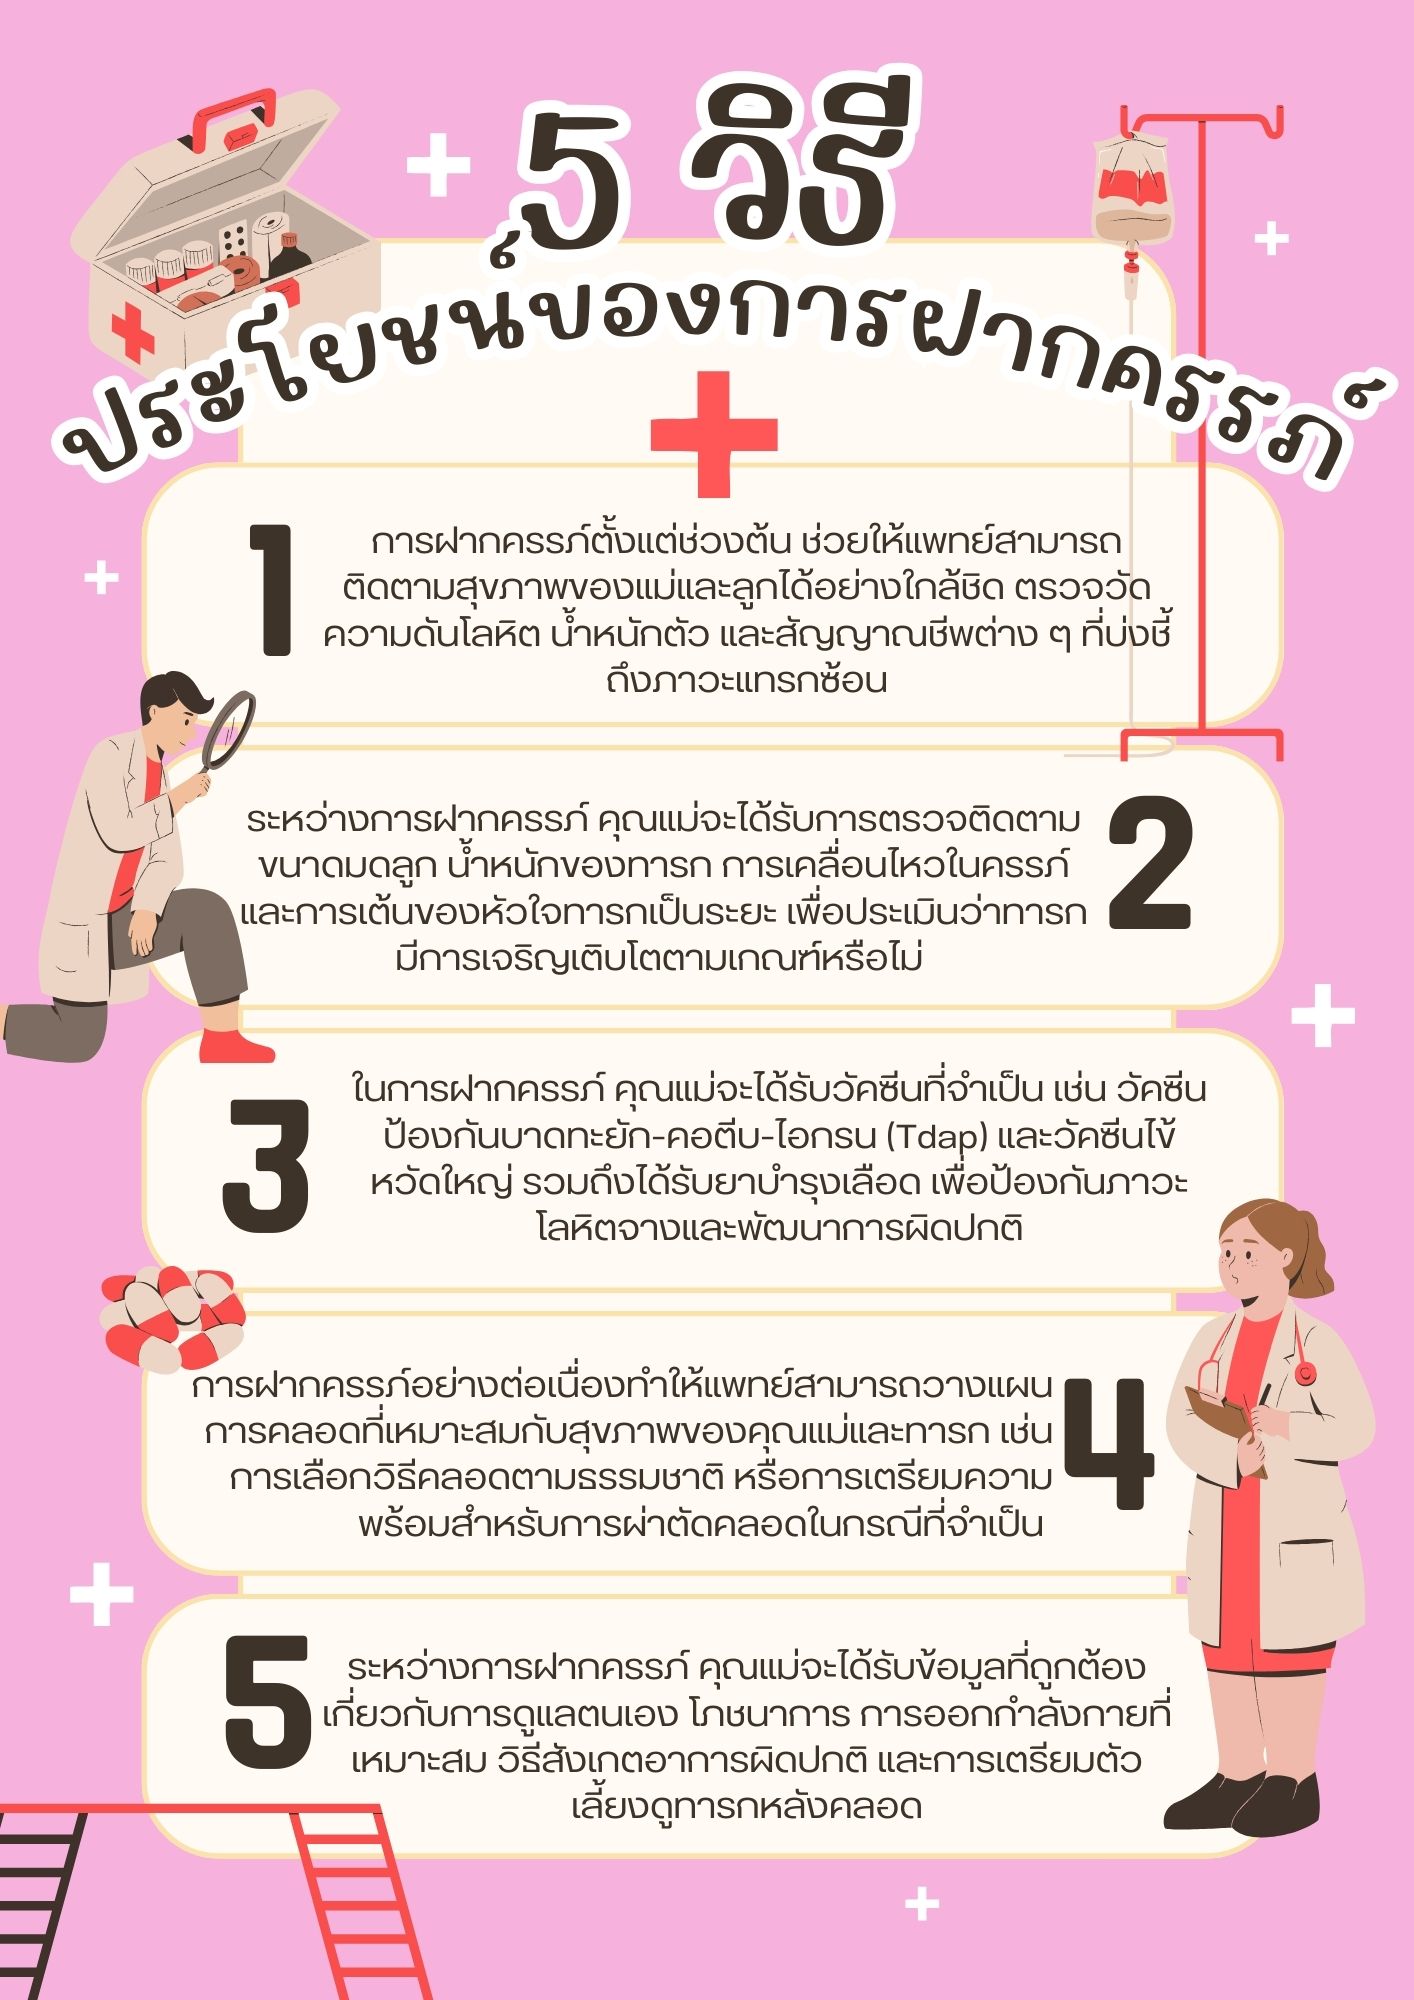 5 วิธี
ประโยชน์ของการฝากครรภ์
1
การฝากครรภ์ตั้งแต่ช่วงต้น ช่วยให้แพทย์สามารถ
ติดตามสุขภาพของแม่และลูกได้อย่างใกล้ชิด ตรวจวัด
ความดันโลหิต น้ำหนักตัว และสัญญาณชีพต่าง ๆ ที่บ่งชี้
ถึงภาวะแทรกซ้อน
2
ระหว่างการฝากครรภ์ คุณแม่จะได้รับการตรวจติดตาม
ขนาดมดลูก น้ำหนักของทารก การเคลื่อนไหวในครรภ์
และการเต้นของหัวใจทารกเป็นระยะ เพื่อประเมินว่าทารก
มีการเจริญเติบโตตามเกณฑ์หรือไม่
3
ในการฝากครรภ์ คุณแม่จะได้รับวัคซีนที่จำเป็น เช่น วัคซีน
ป้องกันบาดทะยัก-คอตีบ-ไอกรน (Tdap) และวัคซีนไข้
หวัดใหญ่ รวมถึงได้รับยาบำรุงเลือด เพื่อป้องกันภาวะ
โลหิตจางและพัฒนาการผิดปกติ
4
การฝากครรภ์อย่างต่อเนื่องทำให้แพทย์สามารถวางแผน
การคลอดที่เหมาะสมกับสุขภาพของคุณแม่และทารก เช่น
การเลือกวิธีคลอดตามธรรมชาติ หรือการเตรียมความ
พร้อมสำหรับการผ่าตัดคลอดในกรณีที่จำเป็น
5
ระหว่างการฝากครรภ์ คุณแม่จะได้รับข้อมูลที่ถูกต้อง
เกี่ยวกับการดูแลตนเอง โภชนาการ การออกกำลังกายที่
เหมาะสม วิธีสังเกตอาการผิดปกติ และการเตรียมตัว
เลี้ยงดูทารกหลังคลอด